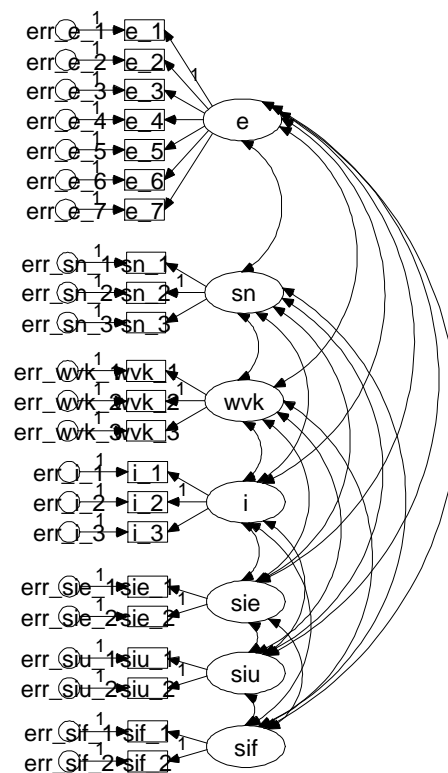 err_e_1 1 e_1
err_e_2 1 e_2 1
err_e_3 1 e_3
err_e_4 1 e_4 e
err_e_5 1 e_5
err_e_6 1 e_6
err_e_7 1 e_7
err_sn_1 1 sn_1
err_sn_2 1 sn_2 1 sn
err_sn_3 1 sn_3
err_wvk_1 1 wvk_1
err_wvk_2 1 wvk_2 1 wvk
err_wvk_3 1 wvk_3
err_i_1 1 i_1
err_i_2 1 i_2 1 i
err_i_3 1 i_3
err_sie_1 1 sie_1
sie
err_sie_2 1 sie_2 1
err_siu_1 1 siu_1
siu
err_siu_2 1 siu_2 1
err_sif_1 1 sif_1
sif
err_sif_2 1 sif_2 1